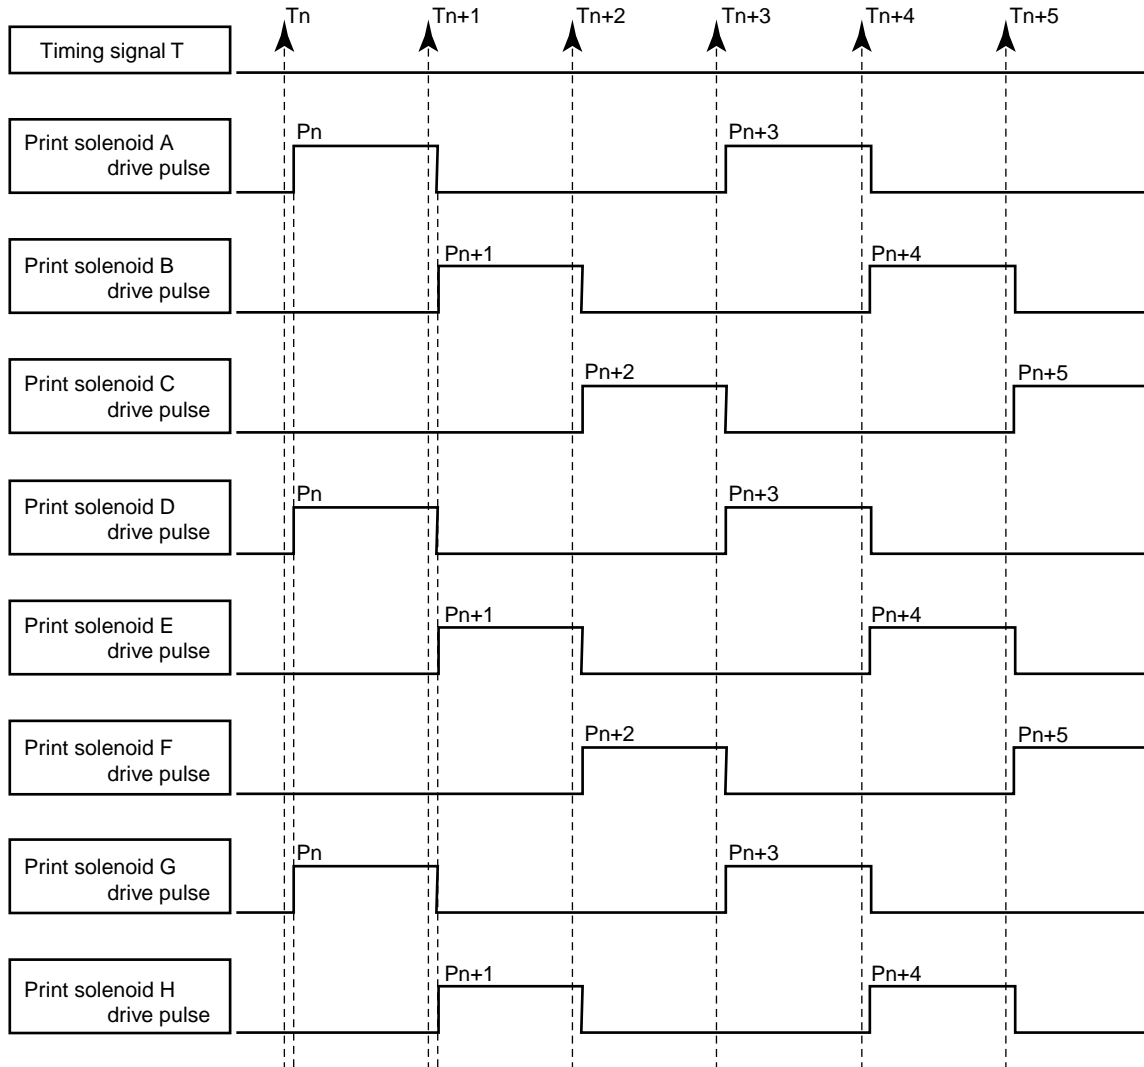 Tn Tn+1 Tn+2 Tn+3 Tn+4 Tn+5
Timing signal T
Print solenoid A
drive pulse
Pn Pn+3
Print solenoid B
drive pulse
Pn+1 Pn+4
Print solenoid C
drive pulse
Pn+2 Pn+5
Print solenoid D
drive pulse
Pn Pn+3
Print solenoid E
drive pulse
Pn+1 Pn+4
Print solenoid F
drive pulse
Pn+2 Pn+5
Print solenoid G
drive pulse
Pn Pn+3
Print solenoid H
drive pulse
Pn+1 Pn+4